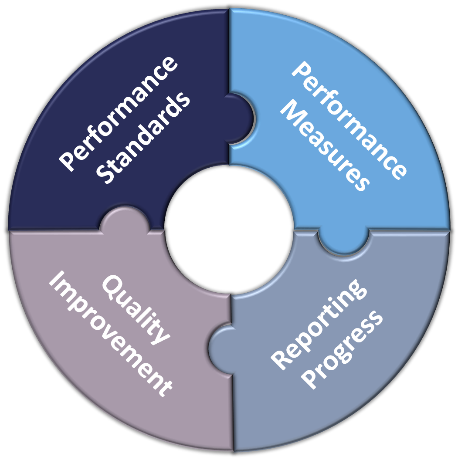 Performance
Standards
Performance
Measures
Quality
Improvement
Reporting
Progress